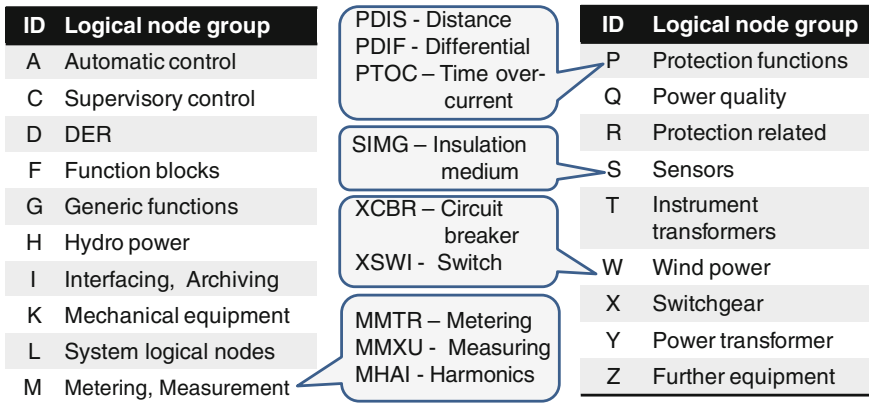 ID Logical node group
A Automatic control
C Supervisory control
D DER
F Function blocks
G Generic functions
H Hydro power
I Interfacing, Archiving
K Mechanical equipment
L System logical nodes
M Metering, Measurement
PDIS - Distance
PDIF - Differential
PTOC – Time over-
current
SIMG – Insulation
medium
XCBR – Circuit
breaker
XSWI - Switch
MMTR – Metering
MMXU - Measuring
MHAI - Harmonics
ID Logical node group
P Protection functions
Q Power quality
R Protection related
S Sensors
T Instrument
transformers
W Wind power
X Switchgear
Y Power transformer
Z Further equipment